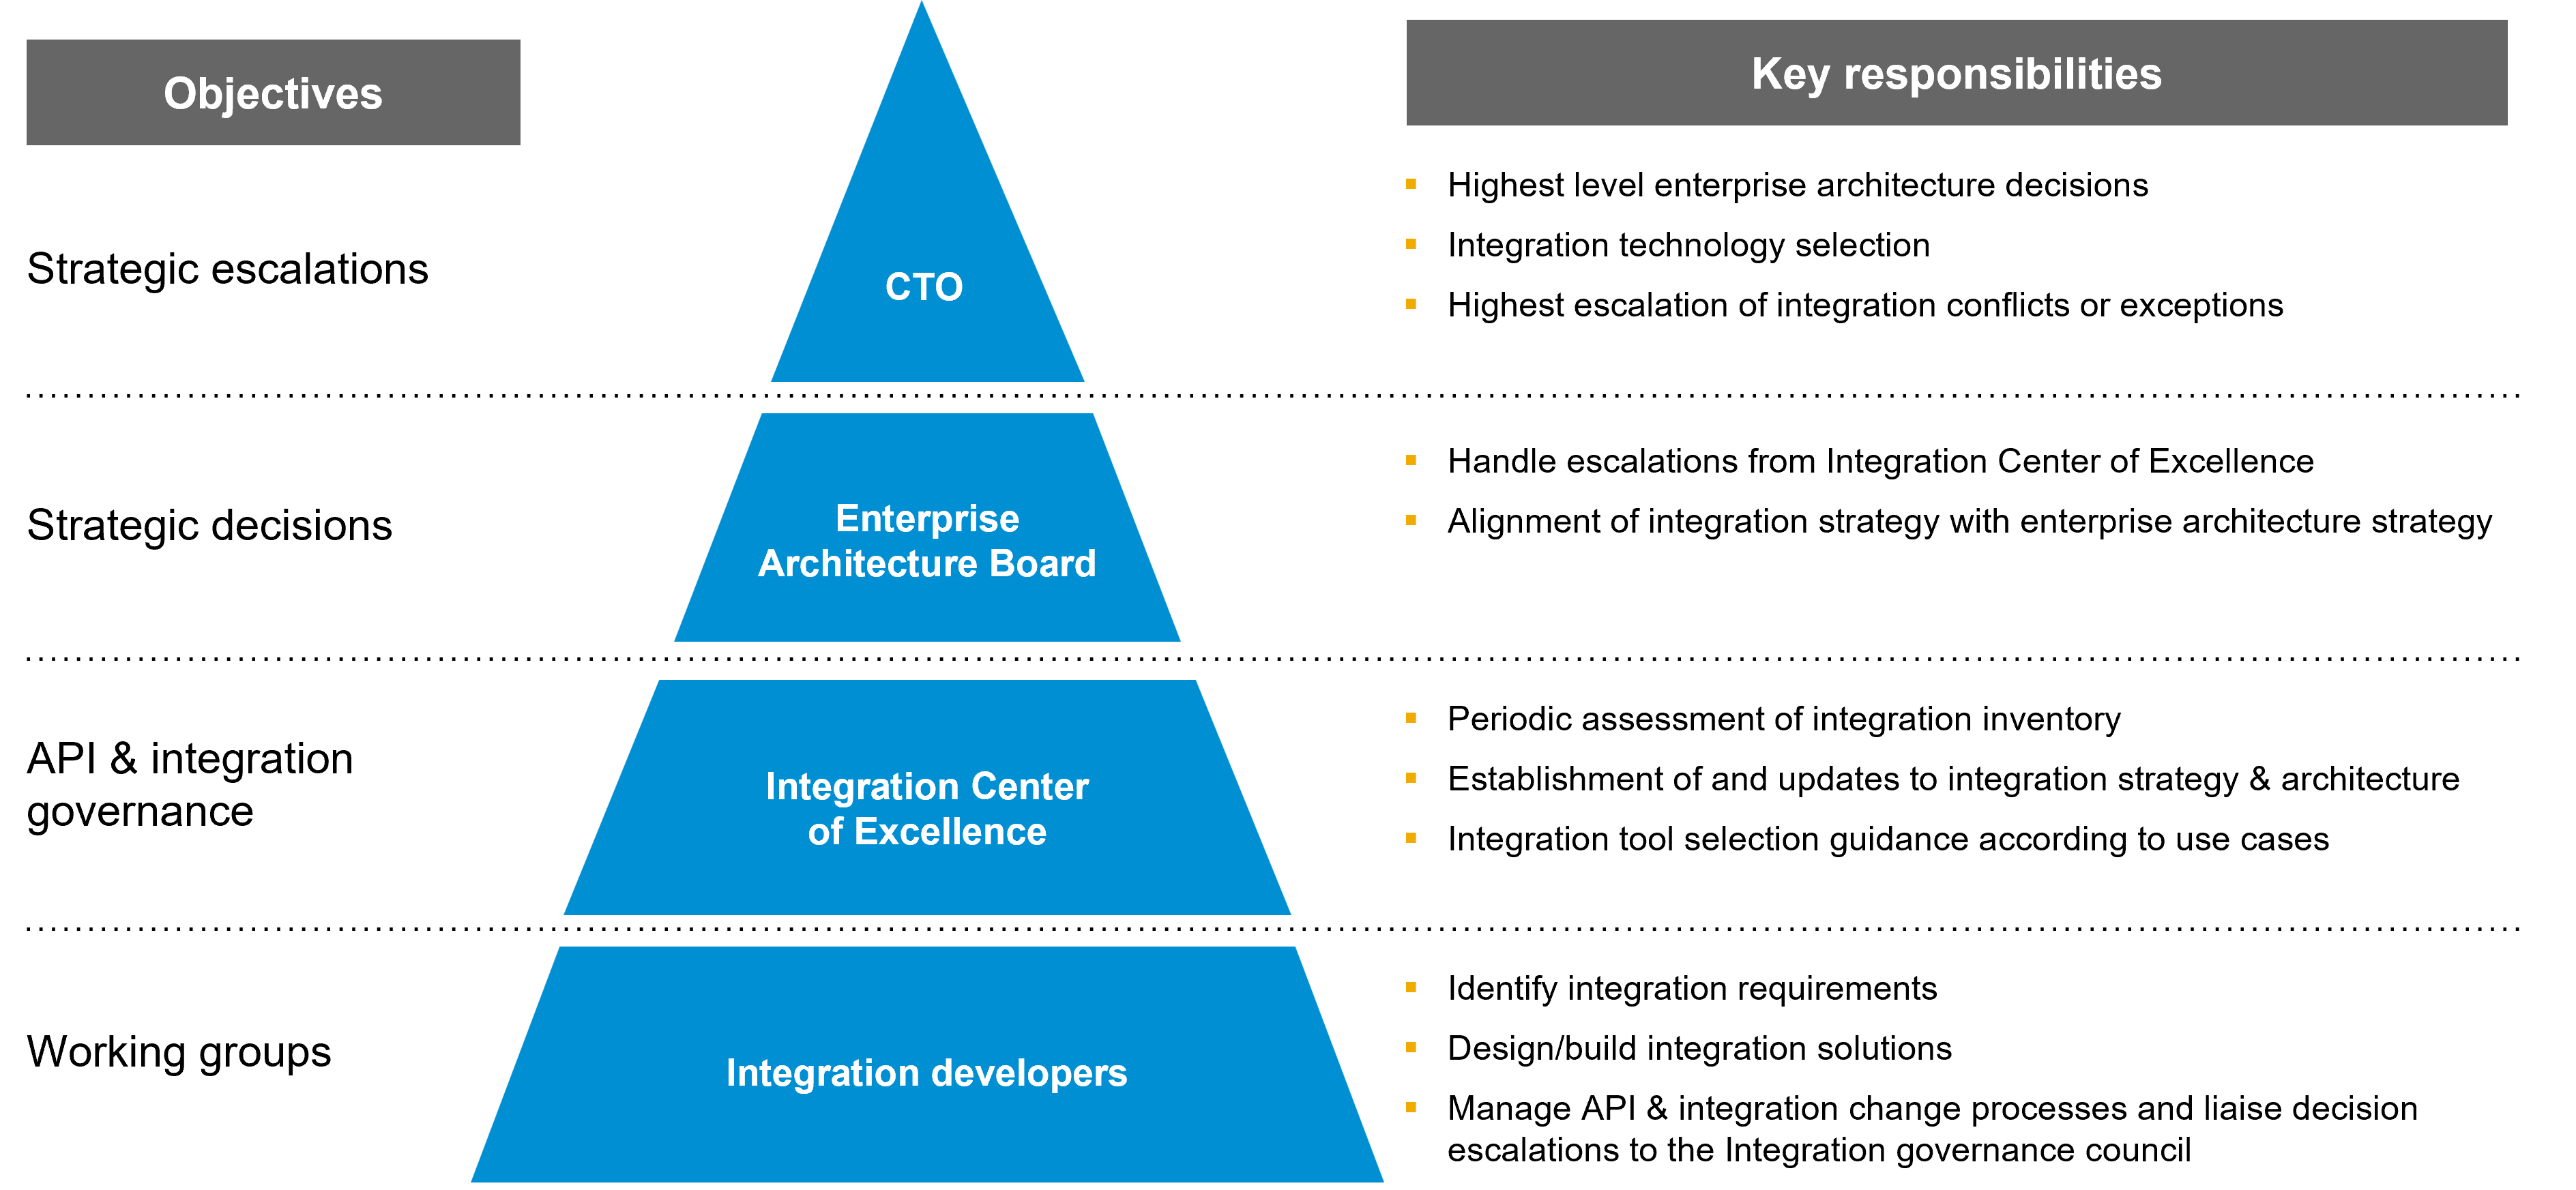 Objectives
Key responsibilities
Strategic escalations
CTO
Highest level enterprise architecture decisions
Integration technology selection
Highest escalation of integration conflicts or exceptions
Strategic decisions
Enterprise
Architecture Board
Handle escalations from Integration Center of Excellence
Alignment of integration strategy with enterprise architecture strategy
API & integration
governance
Integration Center
of Excellence
Periodic assessment of integration inventory
Establishment of and updates to integration strategy & architecture
Integration tool selection guidance according to use cases
Working groups
Integration developers
Identify integration requirements
Design/build integration solutions
Manage API & integration change processes and liaise decision
escalations to the Integration governance council